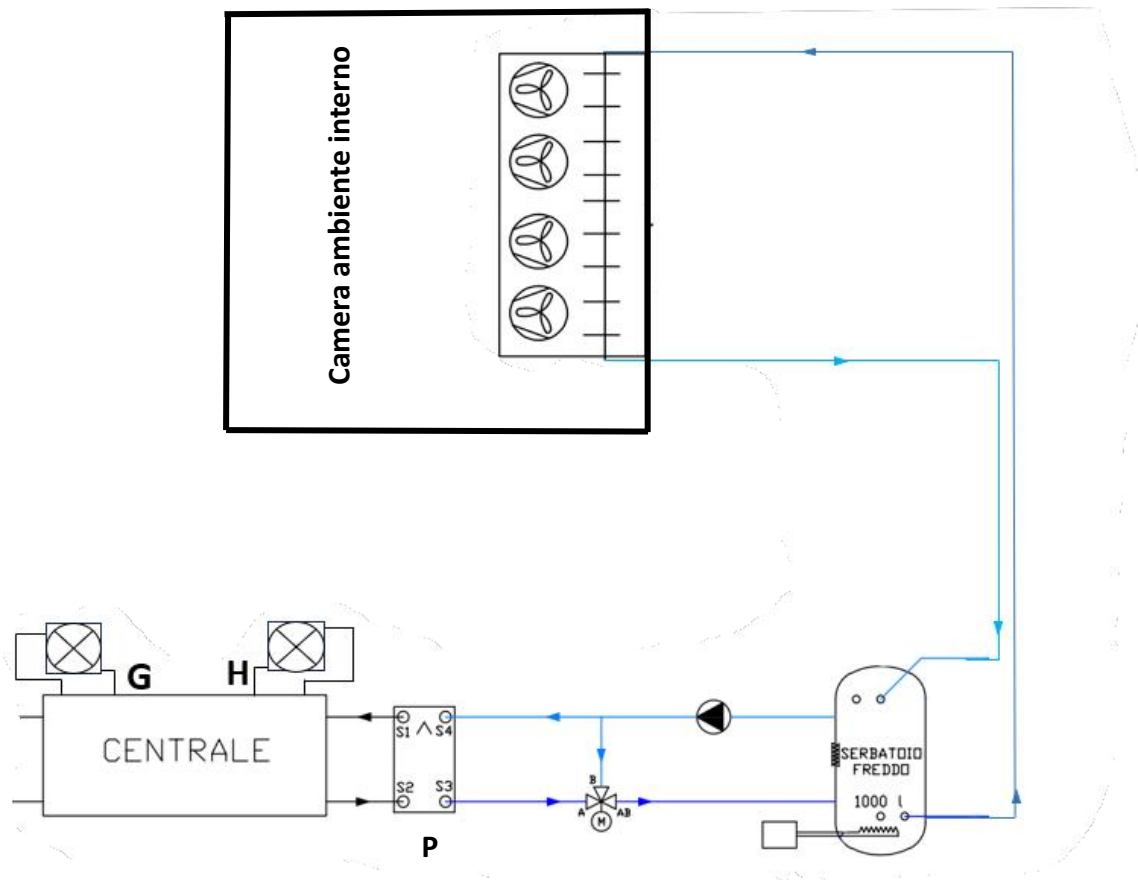 Camera ambiente interno
G
H
CENTRALE
S1
S4
S2
S3
P
B
A
AB
M
SERBATOIO
FREDDO
1000 l